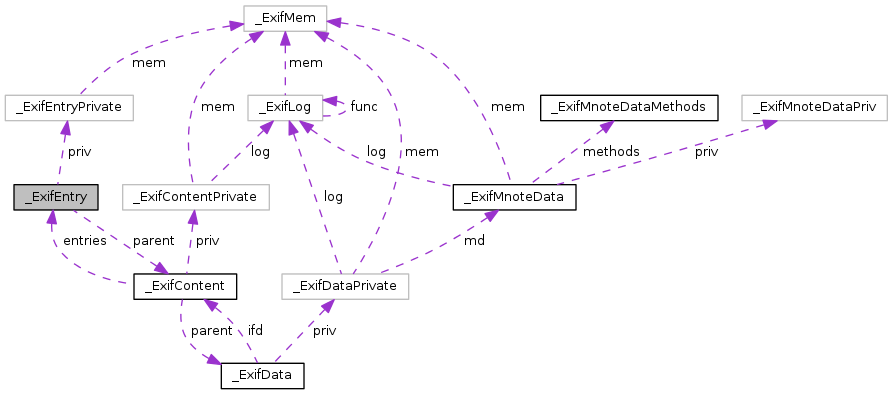 _ExifMem
mem
_ExifEntryPrivate
_ExifLog
func
_ExifMnoteDataMethods
_ExifMnoteDataPriv
mem
mem
mem
priv
log
log
mem
methods
priv
_ExifEntry
_ExifContentPrivate
log
_ExifMnoteData
entries
parent
priv
md
_ExifContent
_ExifDataPrivate
parent
ifd
priv
_ExifData